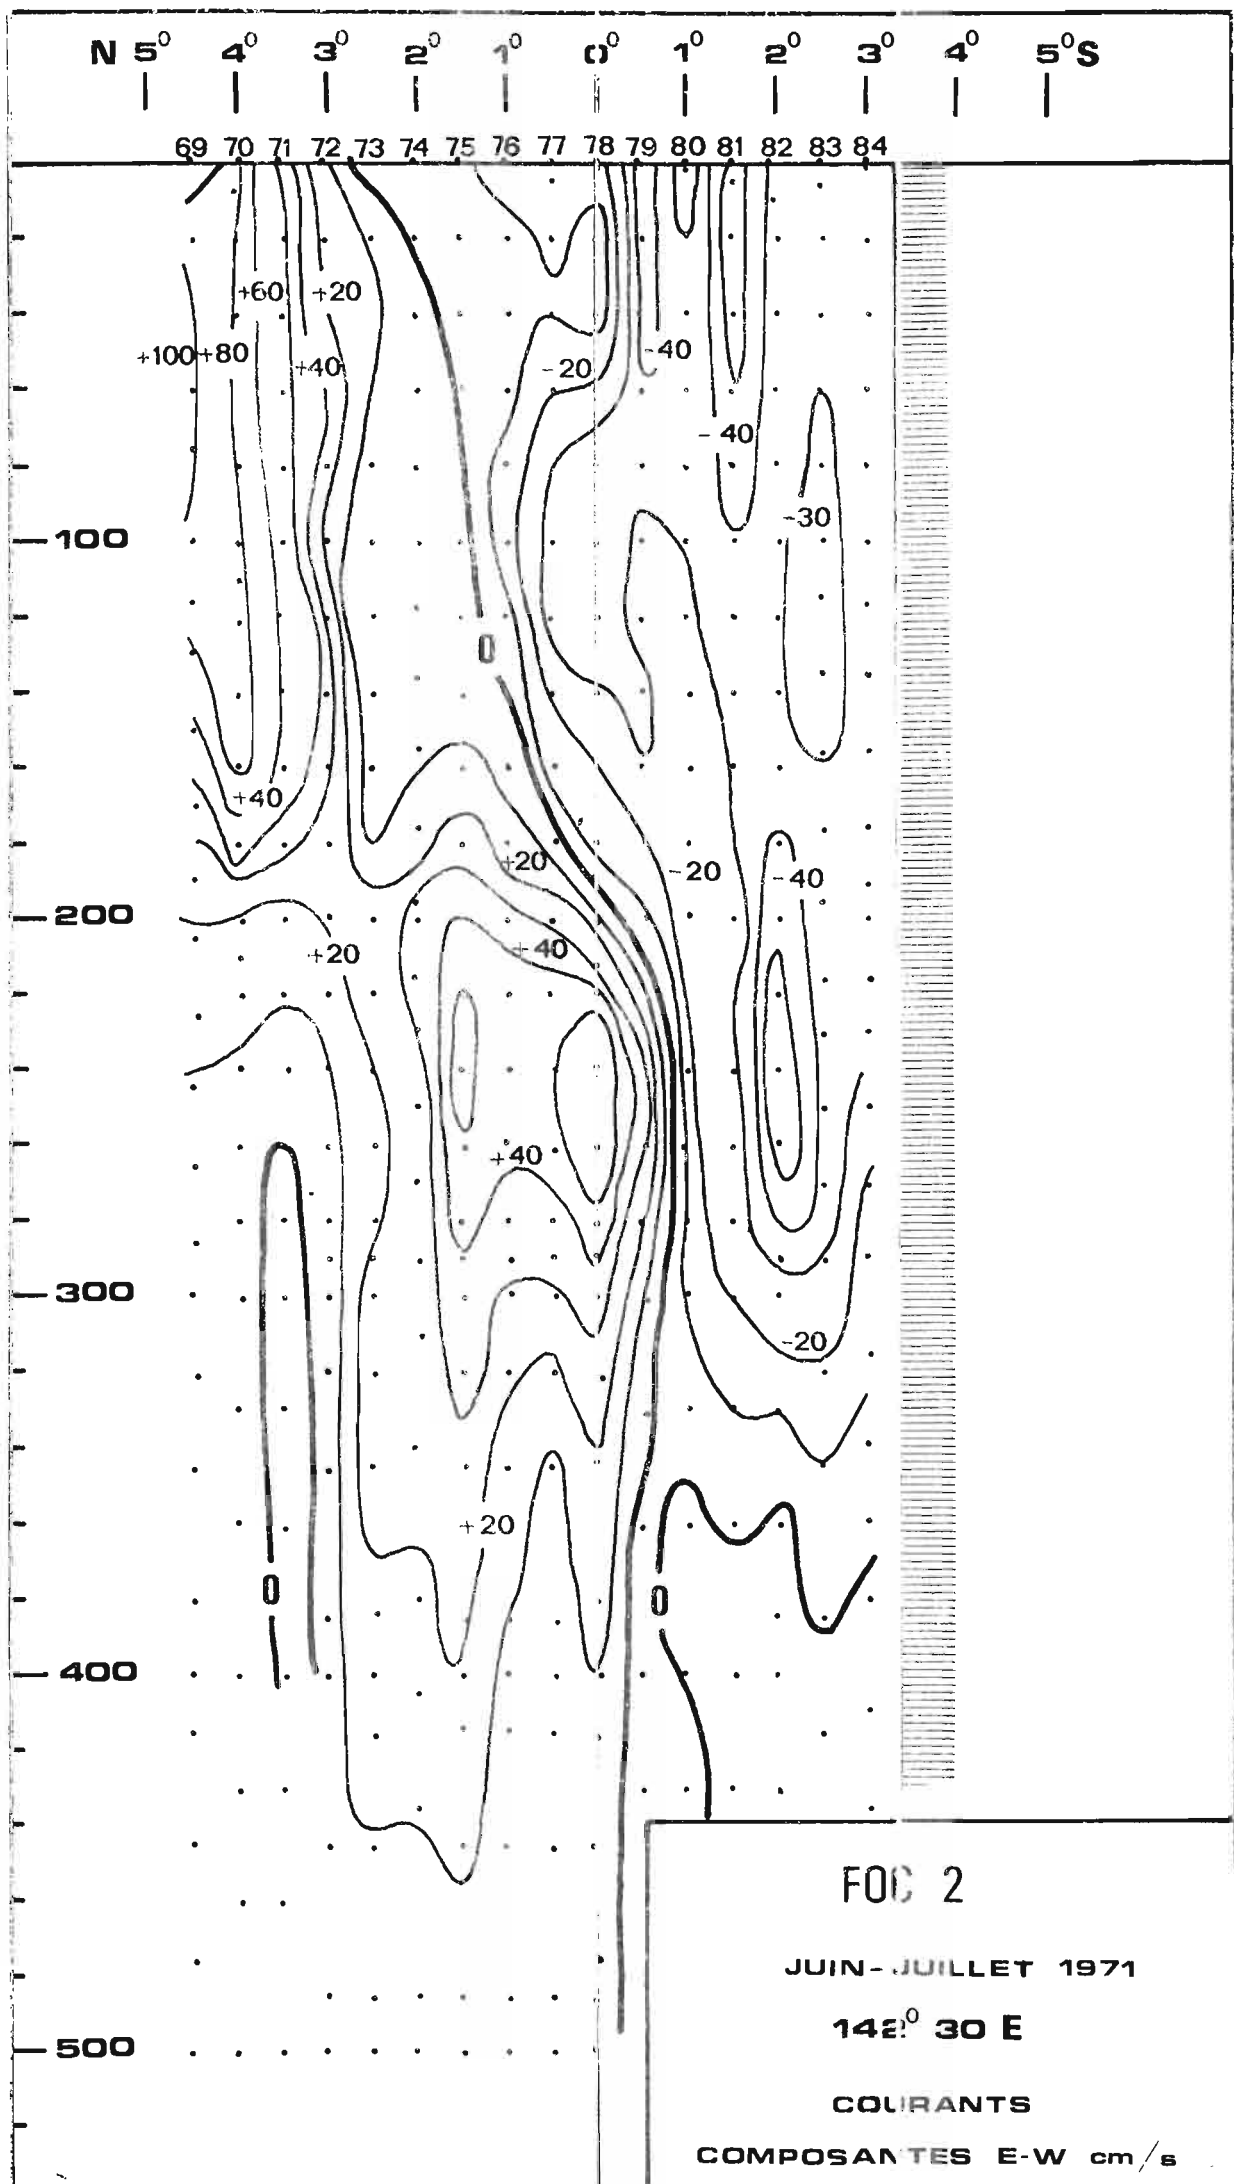 N 5° 4° 3° 2° 1° 0° 1° 2° 3° 4° 5°S
69 70 71 72 73 74 75 76 77 78 79 80 81 82 83 84
+60 +20
+100 +80 +40 -20 -40
-40
-30
100
0
+40
+20 -20 -40
200
+20 +40
+40
300
-20
+20
0 0
400
500
FOC 2
JUIN-JUILLET 1971
142° 30 E
COURANTS
COMPOSANTES E-W cm/s